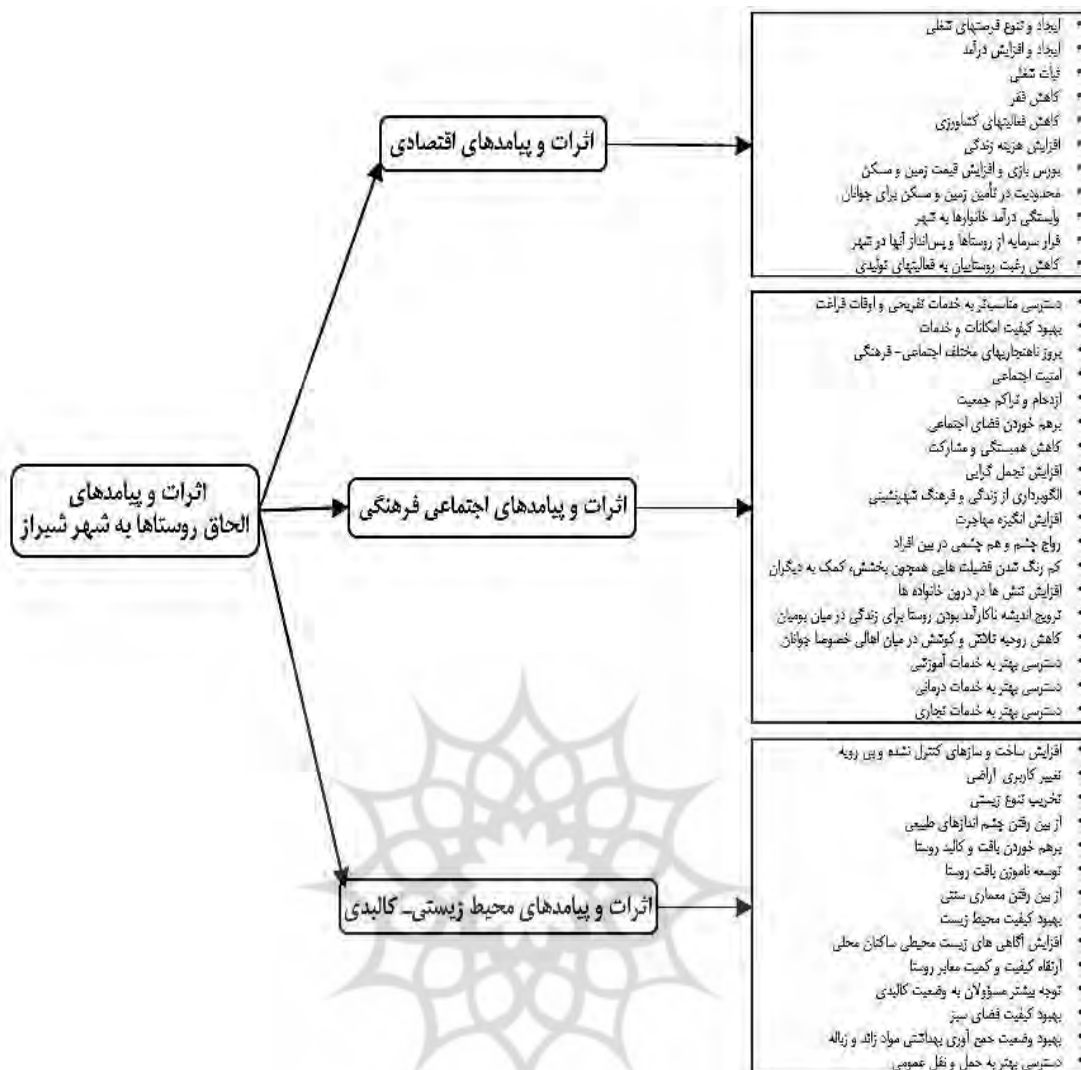 اثرات و پیامدهای
الحاق روستاها به شهر شیراز
اثرات و پیامدهای اقتصادی
• ایجاد و تنوع فرصتهای شغلی
• ایجاد و افزایش درآمد
• ثبات شغلی
• کاهش فقر
• کاهش فعالیتهای کشاورزی
• افزایش هزینه زندگی
• بورس بازی و افزایش قیمت زمین و مسکن
• محدودیت در تأمین زمین و مسکن برای جوانان
• وابستگی درآمد خانوارها به شهر
• فرار سرمایه از روستاها و پس‌انداز آنها در شهر
• کاهش رغبت روستاییان به فعالیتهای تولیدی
اثرات و پیامدهای اجتماعی فرهنگی
• دسترسی مناسب‌تر به خدمات تفریحی و اوقات فراغت
• بهبود کیفیت امکانات و خدمات
• بروز ناهنجاریهای مختلف اجتماعی- فرهنگی
• امنیت اجتماعی
• ازدحام و تراکم جمعیت
• برهم خوردن فضای اجتماعی
• کاهش همبستگی و مشارکت
• افزایش تجمل گرایی
• الگوبرداری از زندگی و فرهنگ شهرنشینی
• افزایش انگیزه مهاجرت
• رواج چشم و هم چشمی در بین افراد
• کم رنگ شدن فضیلت هایی همچون بخشش، کمک به دیگران
• افزایش تنش ها در درون خانواده ها
• ترویج اندیشه ناکارآمد بودن روستا برای زندگی در میان بومیان
• کاهش روحیه تلاش و کوشش در میان اهالی خصوصا جوانان
• دسترسی بهتر به خدمات آموزشی
• دسترسی بهتر به خدمات درمانی
• دسترسی بهتر به خدمات تجاری
اثرات و پیامدهای محیط زیستی- کالبدی
• افزایش ساخت و سازهای کنترل نشده و بی رویه
• تغییر کاربری اراضی
• تخریب تنوع زیستی
• از بین رفتن چشم اندازهای طبیعی
• برهم خوردن بافت و کالبد روستا
• توسعه ناموزن بافت روستا
• از بین رفتن معماری سنتی
• بهبود کیفیت محیط زیست
• افزایش آگاهی های زیست محیطی ساکنان محلی
• ارتقاء کیفیت و کمیت معابر روستا
• توجه بیشتر مسؤولان به وضعیت کالبدی
• بهبود کیفیت فضای سبز
• بهبود وضعیت جمع آوری بهداشتی مواد زائد و زباله
• دسترسی بهتر به حمل و نقل عمومی